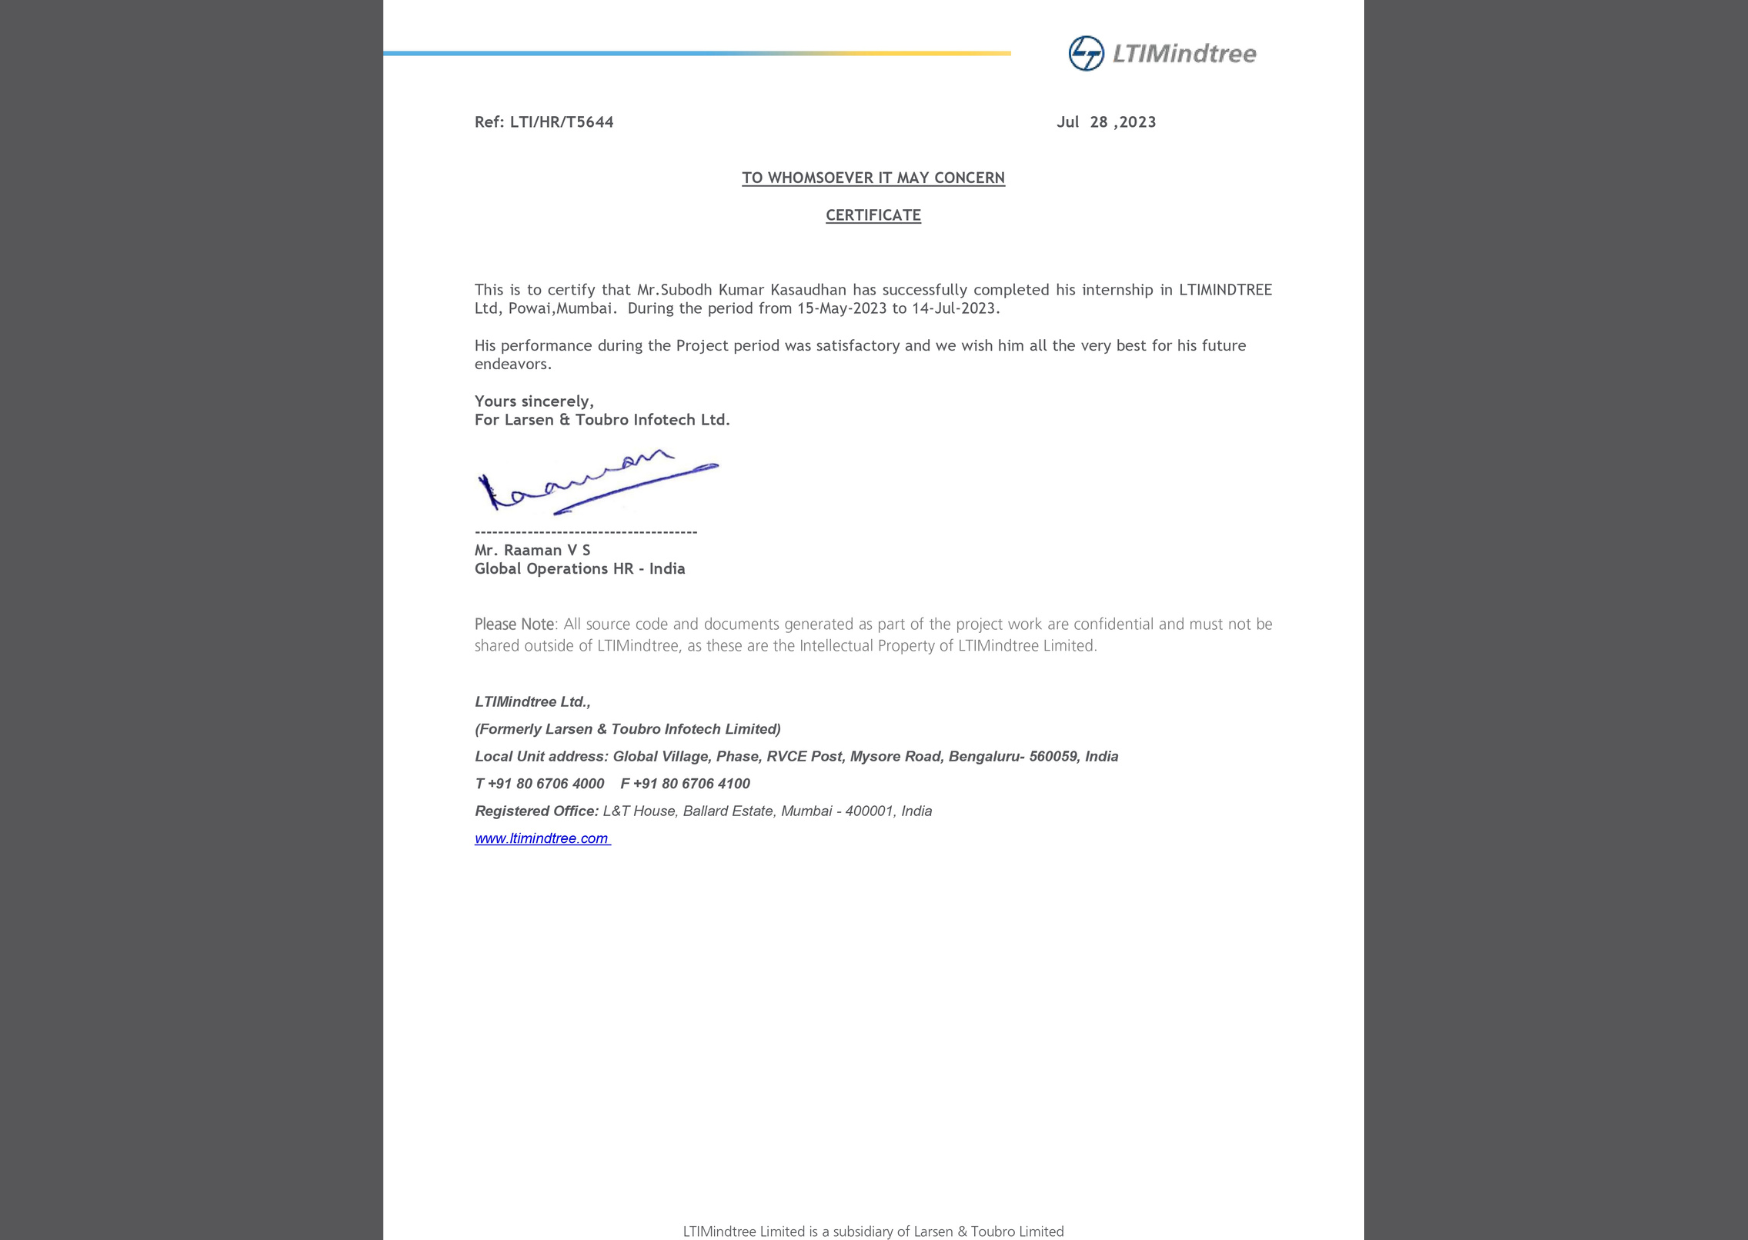 LTIMindtree
Ref: LTI/HR/T5644 Jul 28 ,2023
TO WHOMSOEVER IT MAY CONCERN
CERTIFICATE
This is to certify that Mr.Subodh Kumar Kasaudhan has successfully completed his internship in LTIMINDTREE
Ltd, Powai,Mumbai. During the period from 15-May-2023 to 14-Jul-2023.
His performance during the Project period was satisfactory and we wish him all the very best for his future
endeavors.
Yours sincerely,
For Larsen & Toubro Infotech Ltd.
Raaman
--------------------------------------
Mr. Raaman V S
Global Operations HR - India
Please Note: All source code and documents generated as part of the project work are confidential and must not be
shared outside of LTIMindtree, as these are the Intellectual Property of LTIMindtree Limited.
LTIMindtree Ltd.,
(Formerly Larsen & Toubro Infotech Limited)
Local Unit address: Global Village, Phase, RVCE Post, Mysore Road, Bengaluru- 560059, India
T +91 80 6706 4000 F +91 80 6706 4100
Registered Office: L&T House, Ballard Estate, Mumbai - 400001, India
www.ltimindtree.com
LTIMindtree Limited is a subsidiary of Larsen & Toubro Limited